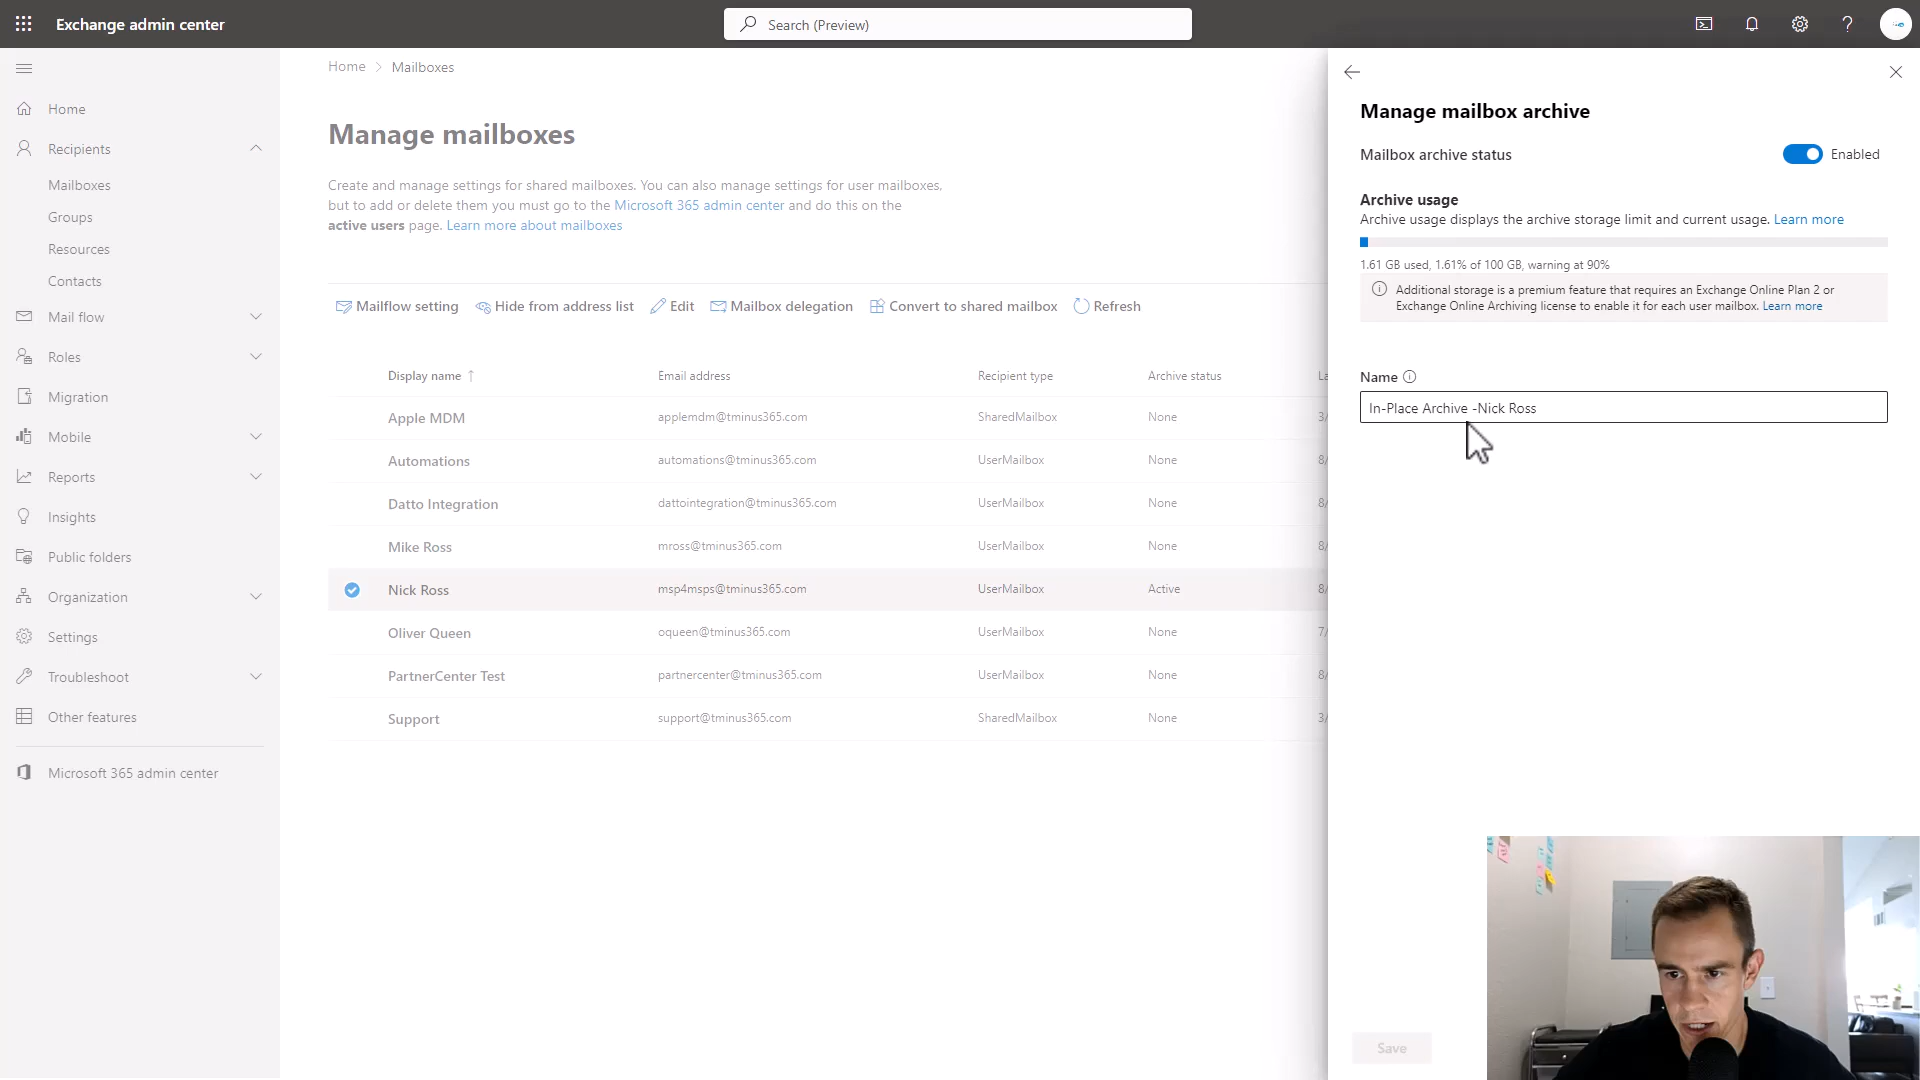 Exchange admin center
Search (Preview)
Home
Recipients
Mailboxes
Groups
Resources
Contacts
Mail flow
Roles
Migration
Mobile
Reports
Insights
Public folders
Organization
Settings
Troubleshoot
Other features
Microsoft 365 admin center
Home > Mailboxes
Manage mailboxes
Create and manage settings for shared mailboxes. You can also manage settings for user mailboxes,
but to add or delete them you must go to the Microsoft 365 admin center and do this on the
active users page. Learn more about mailboxes
Mailflow setting Hide from address list Edit Mailbox delegation Convert to shared mailbox Refresh
Display name ↑ Email address Recipient type Archive status
Apple MDM applemdm@tminus365.com SharedMailbox None 3/
Automations automations@tminus365.com UserMailbox None 8/
Datto Integration dattointegration@tminus365.com UserMailbox None 8/
Mike Ross mross@tminus365.com UserMailbox None 8/
Nick Ross msp4msps@tminus365.com UserMailbox Active 8/
Oliver Queen oqueen@tminus365.com UserMailbox None 7/
PartnerCenter Test partnercenter@tminus365.com UserMailbox None 8/
Support support@tminus365.com SharedMailbox None 3/
Manage mailbox archive
Mailbox archive status Enabled
Archive usage
Archive usage displays the archive storage limit and current usage. Learn more
1.61 GB used, 1.61% of 100 GB, warning at 90%
Additional storage is a premium feature that requires an Exchange Online Plan 2 or
Exchange Online Archiving license to enable it for each user mailbox. Learn more
Name
In-Place Archive -Nick Ross
Save